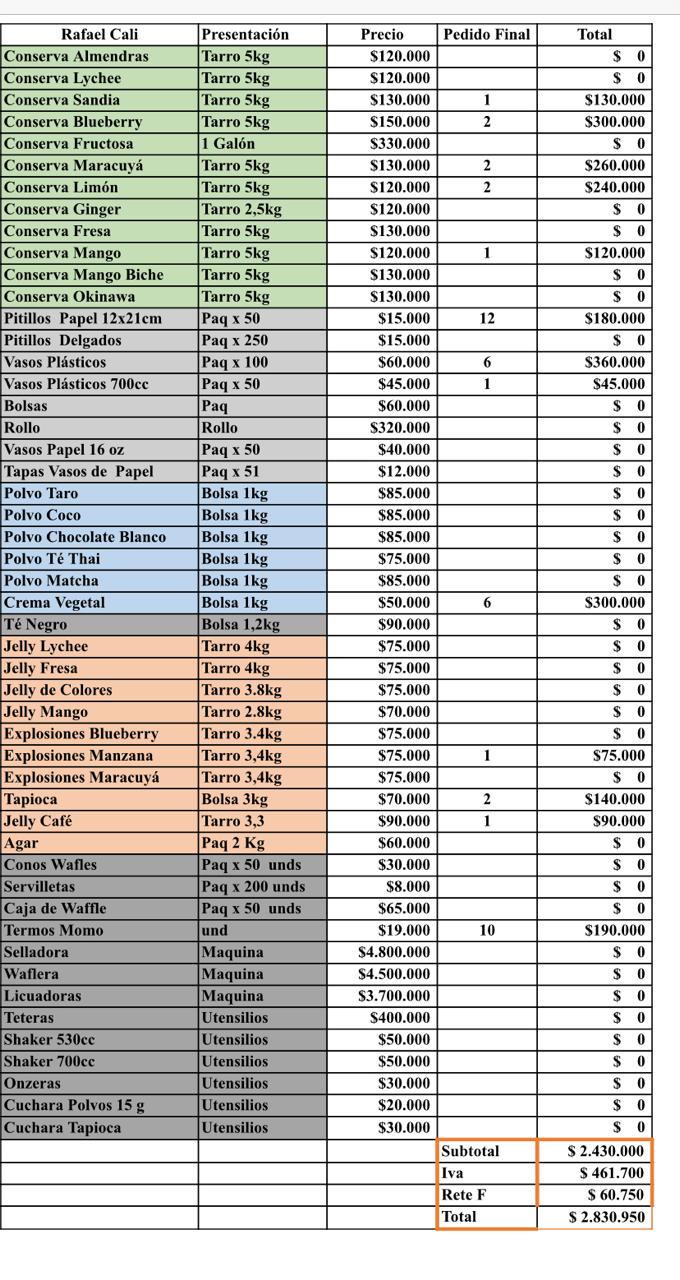 Rafael Cali Presentación Precio Pedido Final Total
Conserva Almendras Tarro 5kg $120.000 $ 0
Conserva Lychee Tarro 5kg $120.000 $ 0
Conserva Sandia Tarro 5kg $130.000 1 $130.000
Conserva Blueberry Tarro 5kg $150.000 2 $300.000
Conserva Fructosa 1 Galón $330.000 $ 0
Conserva Maracuyá Tarro 5kg $130.000 2 $260.000
Conserva Limón Tarro 5kg $120.000 2 $240.000
Conserva Ginger Tarro 2,5kg $120.000 $ 0
Conserva Fresa Tarro 5kg $130.000 $ 0
Conserva Mango Tarro 5kg $120.000 1 $120.000
Conserva Mango Biche Tarro 5kg $130.000 $ 0
Conserva Okinawa Tarro 5kg $130.000 $ 0
Pitillos Papel 12x21cm Paq x 50 $15.000 12 $180.000
Pitillos Delgados Paq x 250 $15.000 $ 0
Vasos Plásticos Paq x 100 $60.000 6 $360.000
Vasos Plásticos 700cc Paq x 50 $45.000 1 $45.000
Bolsas Paq $60.000 $ 0
Rollo Rollo $320.000 $ 0
Vasos Papel 16 oz Paq x 50 $40.000 $ 0
Tapas Vasos de Papel Paq x 51 $12.000 $ 0
Polvo Taro Bolsa 1kg $85.000 $ 0
Polvo Coco Bolsa 1kg $85.000 $ 0
Polvo Chocolate Blanco Bolsa 1kg $85.000 $ 0
Polvo Té Thai Bolsa 1kg $75.000 $ 0
Polvo Matcha Bolsa 1kg $85.000 $ 0
Crema Vegetal Bolsa 1kg $50.000 6 $300.000
Té Negro Bolsa 1,2kg $90.000 $ 0
Jelly Lychee Tarro 4kg $75.000 $ 0
Jelly Fresa Tarro 4kg $75.000 $ 0
Jelly de Colores Tarro 3.8kg $75.000 $ 0
Jelly Mango Tarro 2.8kg $70.000 $ 0
Explosiones Blueberry Tarro 3.4kg $75.000 $ 0
Explosiones Manzana Tarro 3,4kg $75.000 1 $75.000
Explosiones Maracuyá Tarro 3,4kg $75.000 $ 0
Tapioca Bolsa 3kg $70.000 2 $140.000
Jelly Café Tarro 3,3 $90.000 1 $90.000
Agar Paq 2 Kg $60.000 $ 0
Conos Wafles Paq x 50 unds $30.000 $ 0
Servilletas Paq x 200 unds $8.000 $ 0
Caja de Waffle Paq x 50 unds $65.000 $ 0
Termos Momo und $19.000 10 $190.000
Selladora Maquina $4.800.000 $ 0
Waflera Maquina $4.500.000 $ 0
Licuadoras Maquina $3.700.000 $ 0
Teteras Utensilios $400.000 $ 0
Shaker 530cc Utensilios $50.000 $ 0
Shaker 700cc Utensilios $50.000 $ 0
Onzeras Utensilios $30.000 $ 0
Cuchara Polvos 15 g Utensilios $20.000 $ 0
Cuchara Tapioca Utensilios $30.000 $ 0
Subtotal $ 2.430.000
Iva $ 461.700
Rete F $ 60.750
Total $ 2.830.950